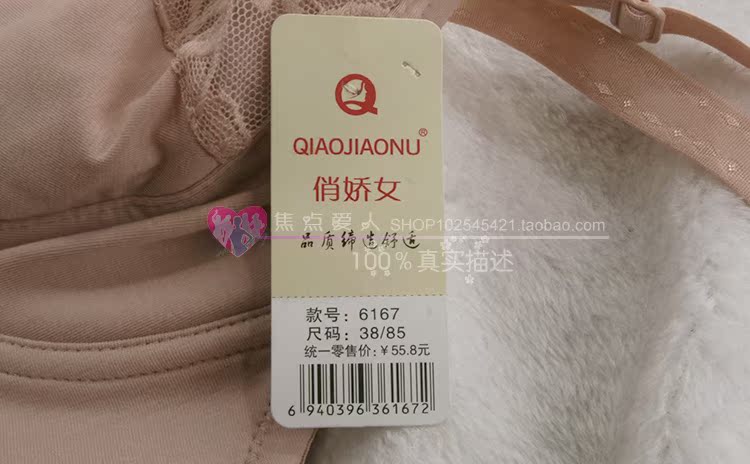 QIAOJIAONU®
俏娇女
焦点爱人 SHOP102545421.taobao.com
品质缔造舒适
100%真实描述
款号：6167
尺码：38/85
统一零售价：￥55.8元
6 940396 361672